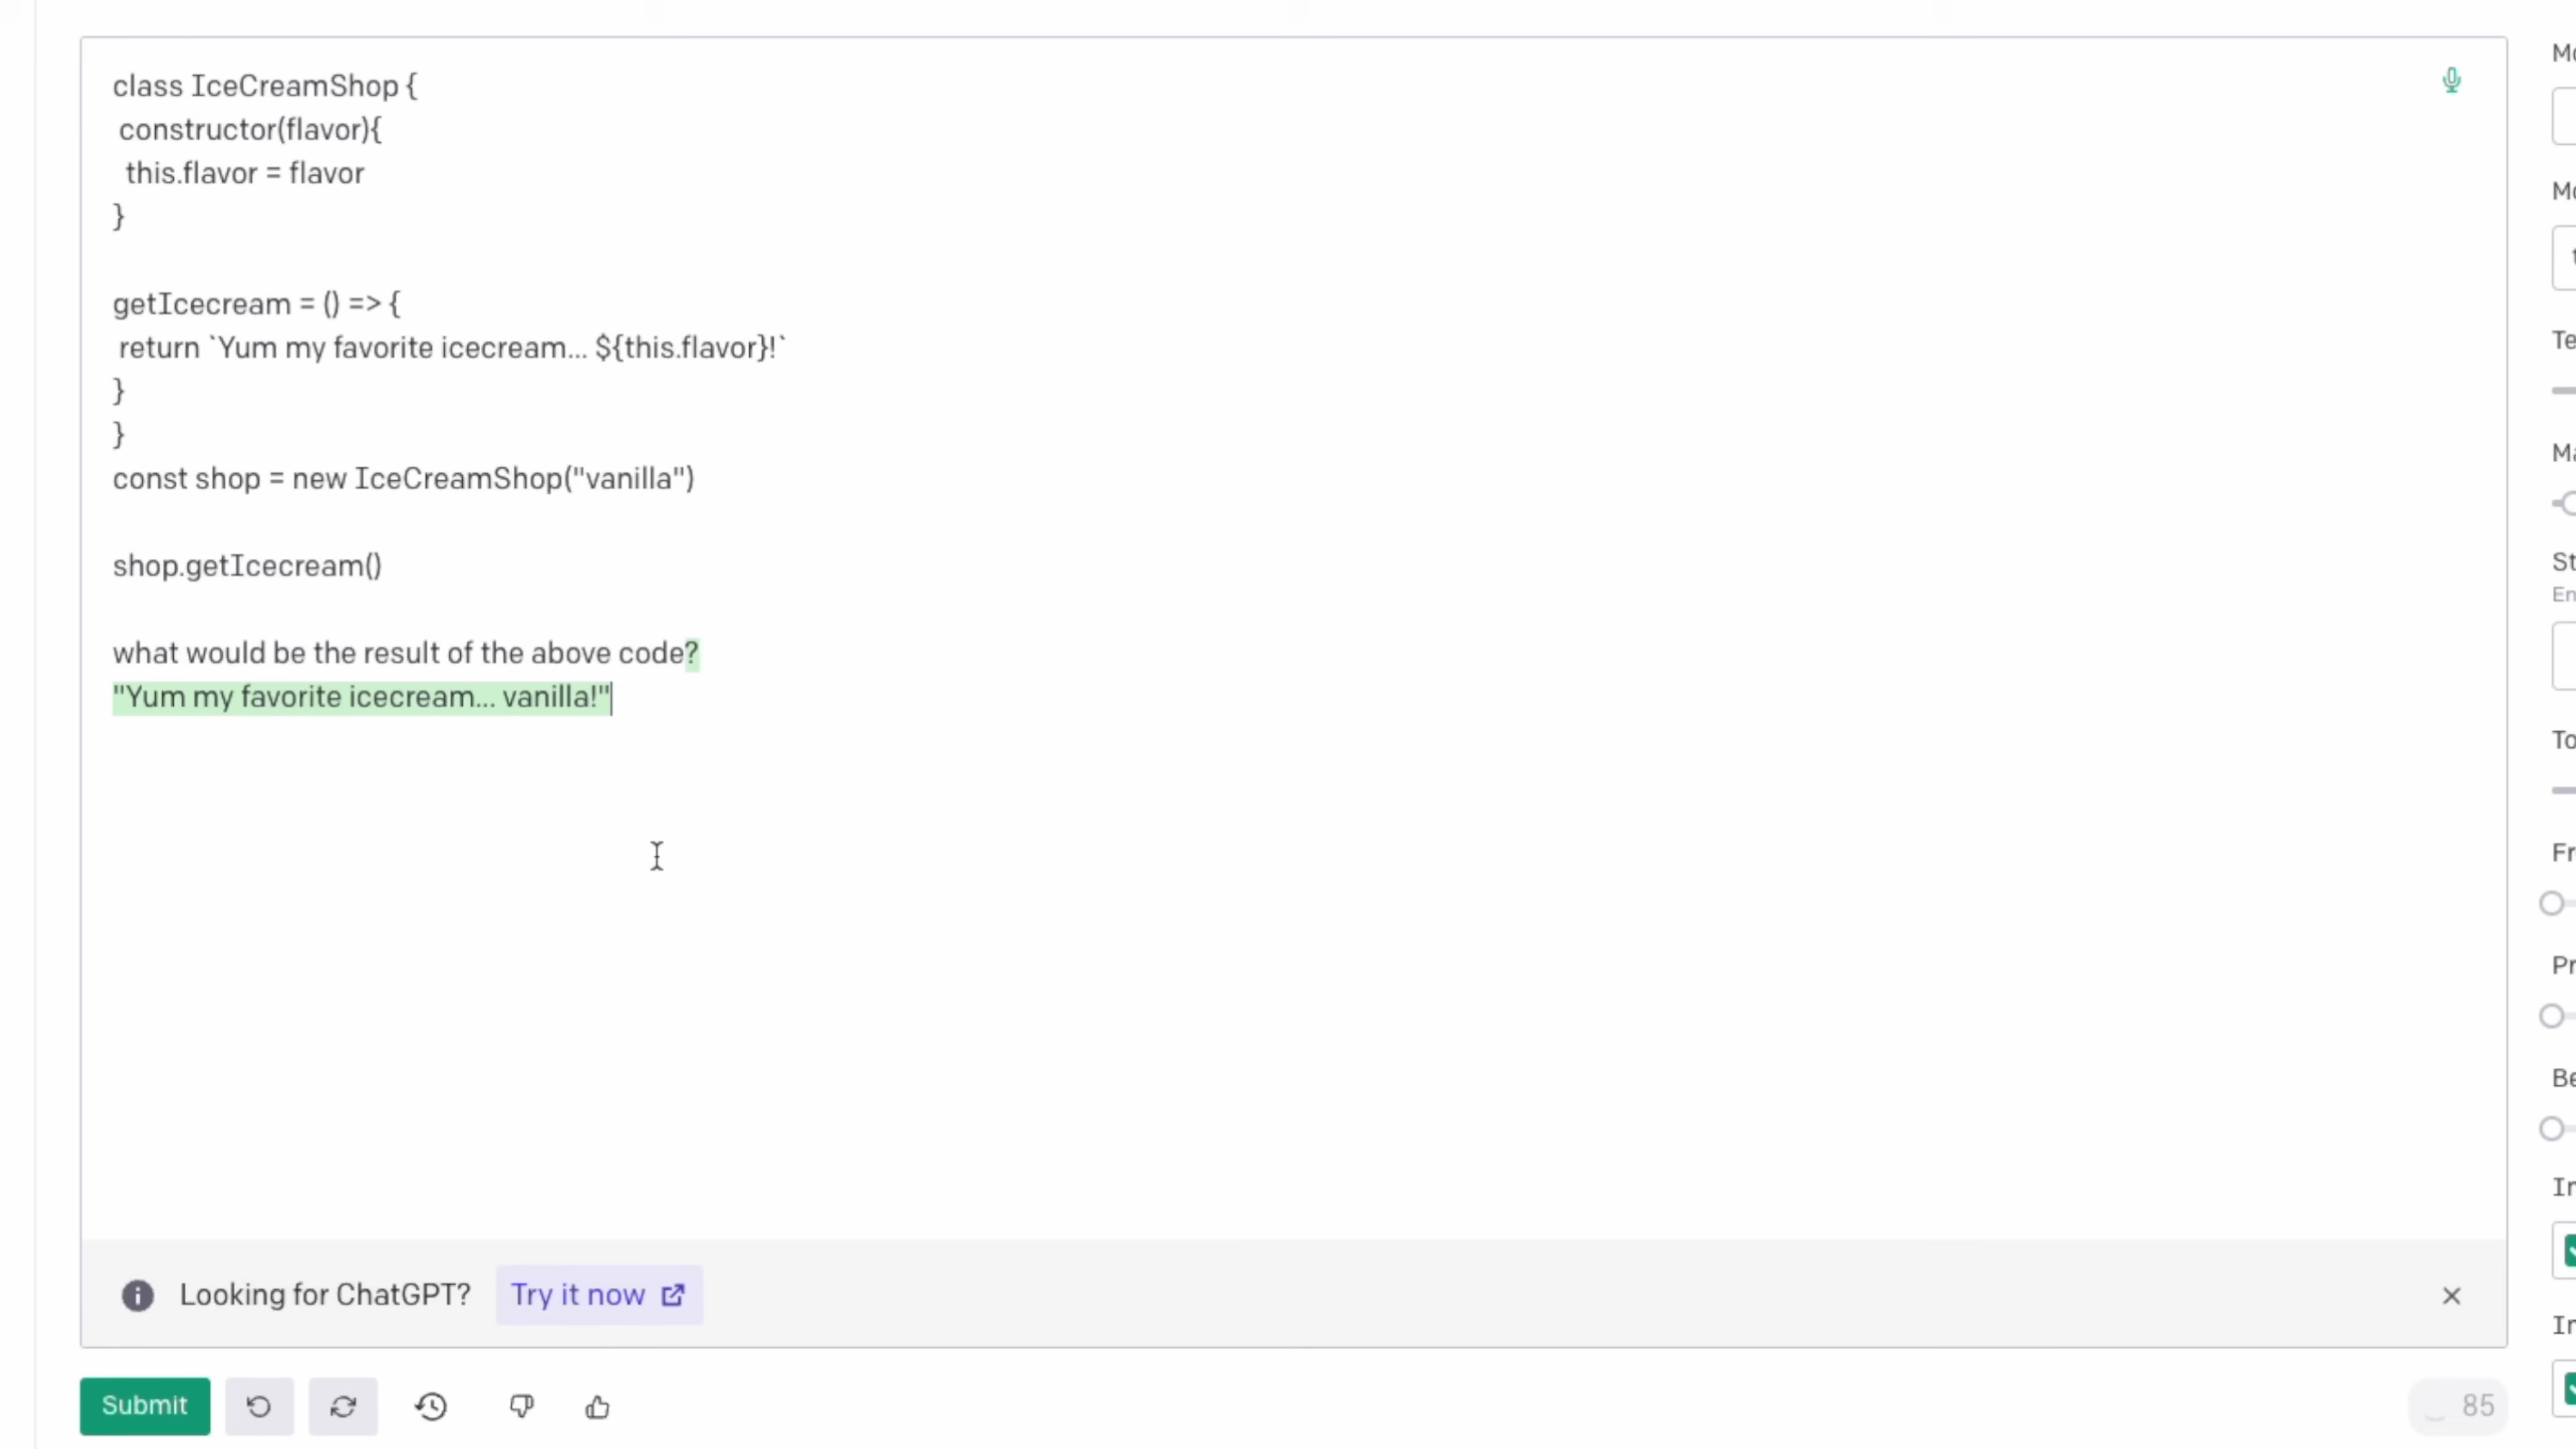 class IceCreamShop {
constructor(flavor){
this.flavor = flavor
}
getIcecream = () => {
return `Yum my favorite icecream... ${this.flavor}!`
}
}
const shop = new IceCreamShop("vanilla")
shop.getIcecream()
what would be the result of the above code?
"Yum my favorite icecream... vanilla!"
Looking for ChatGPT? Try it now
Submit
85